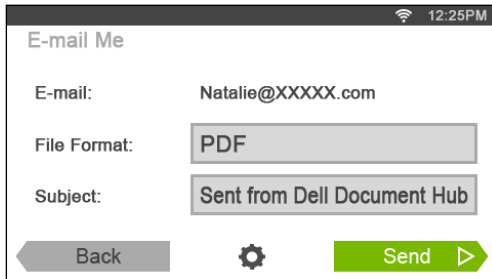 12:25PM
E-mail Me
E-mail: Natalie@XXXXX.com
File Format: PDF
Subject: Sent from Dell Document Hub
Back Send